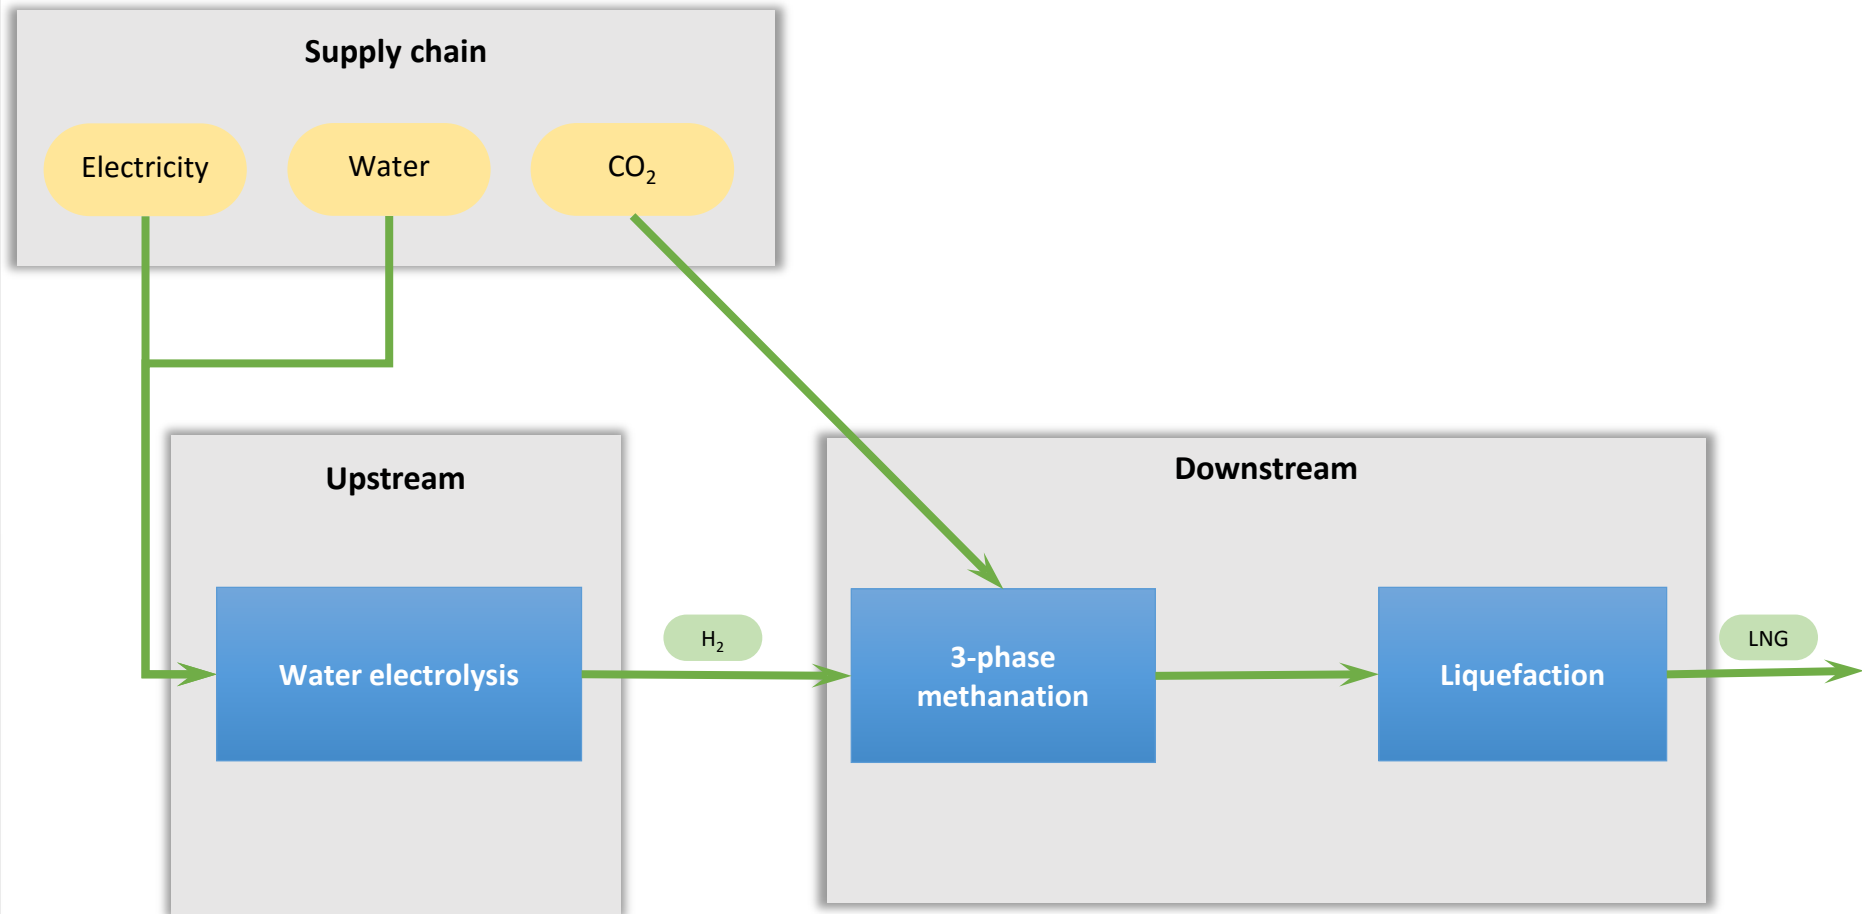 Supply chain
Electricity
Water
CO₂
Upstream
Downstream
Water electrolysis
H₂
3-phase
methanation
Liquefaction
LNG